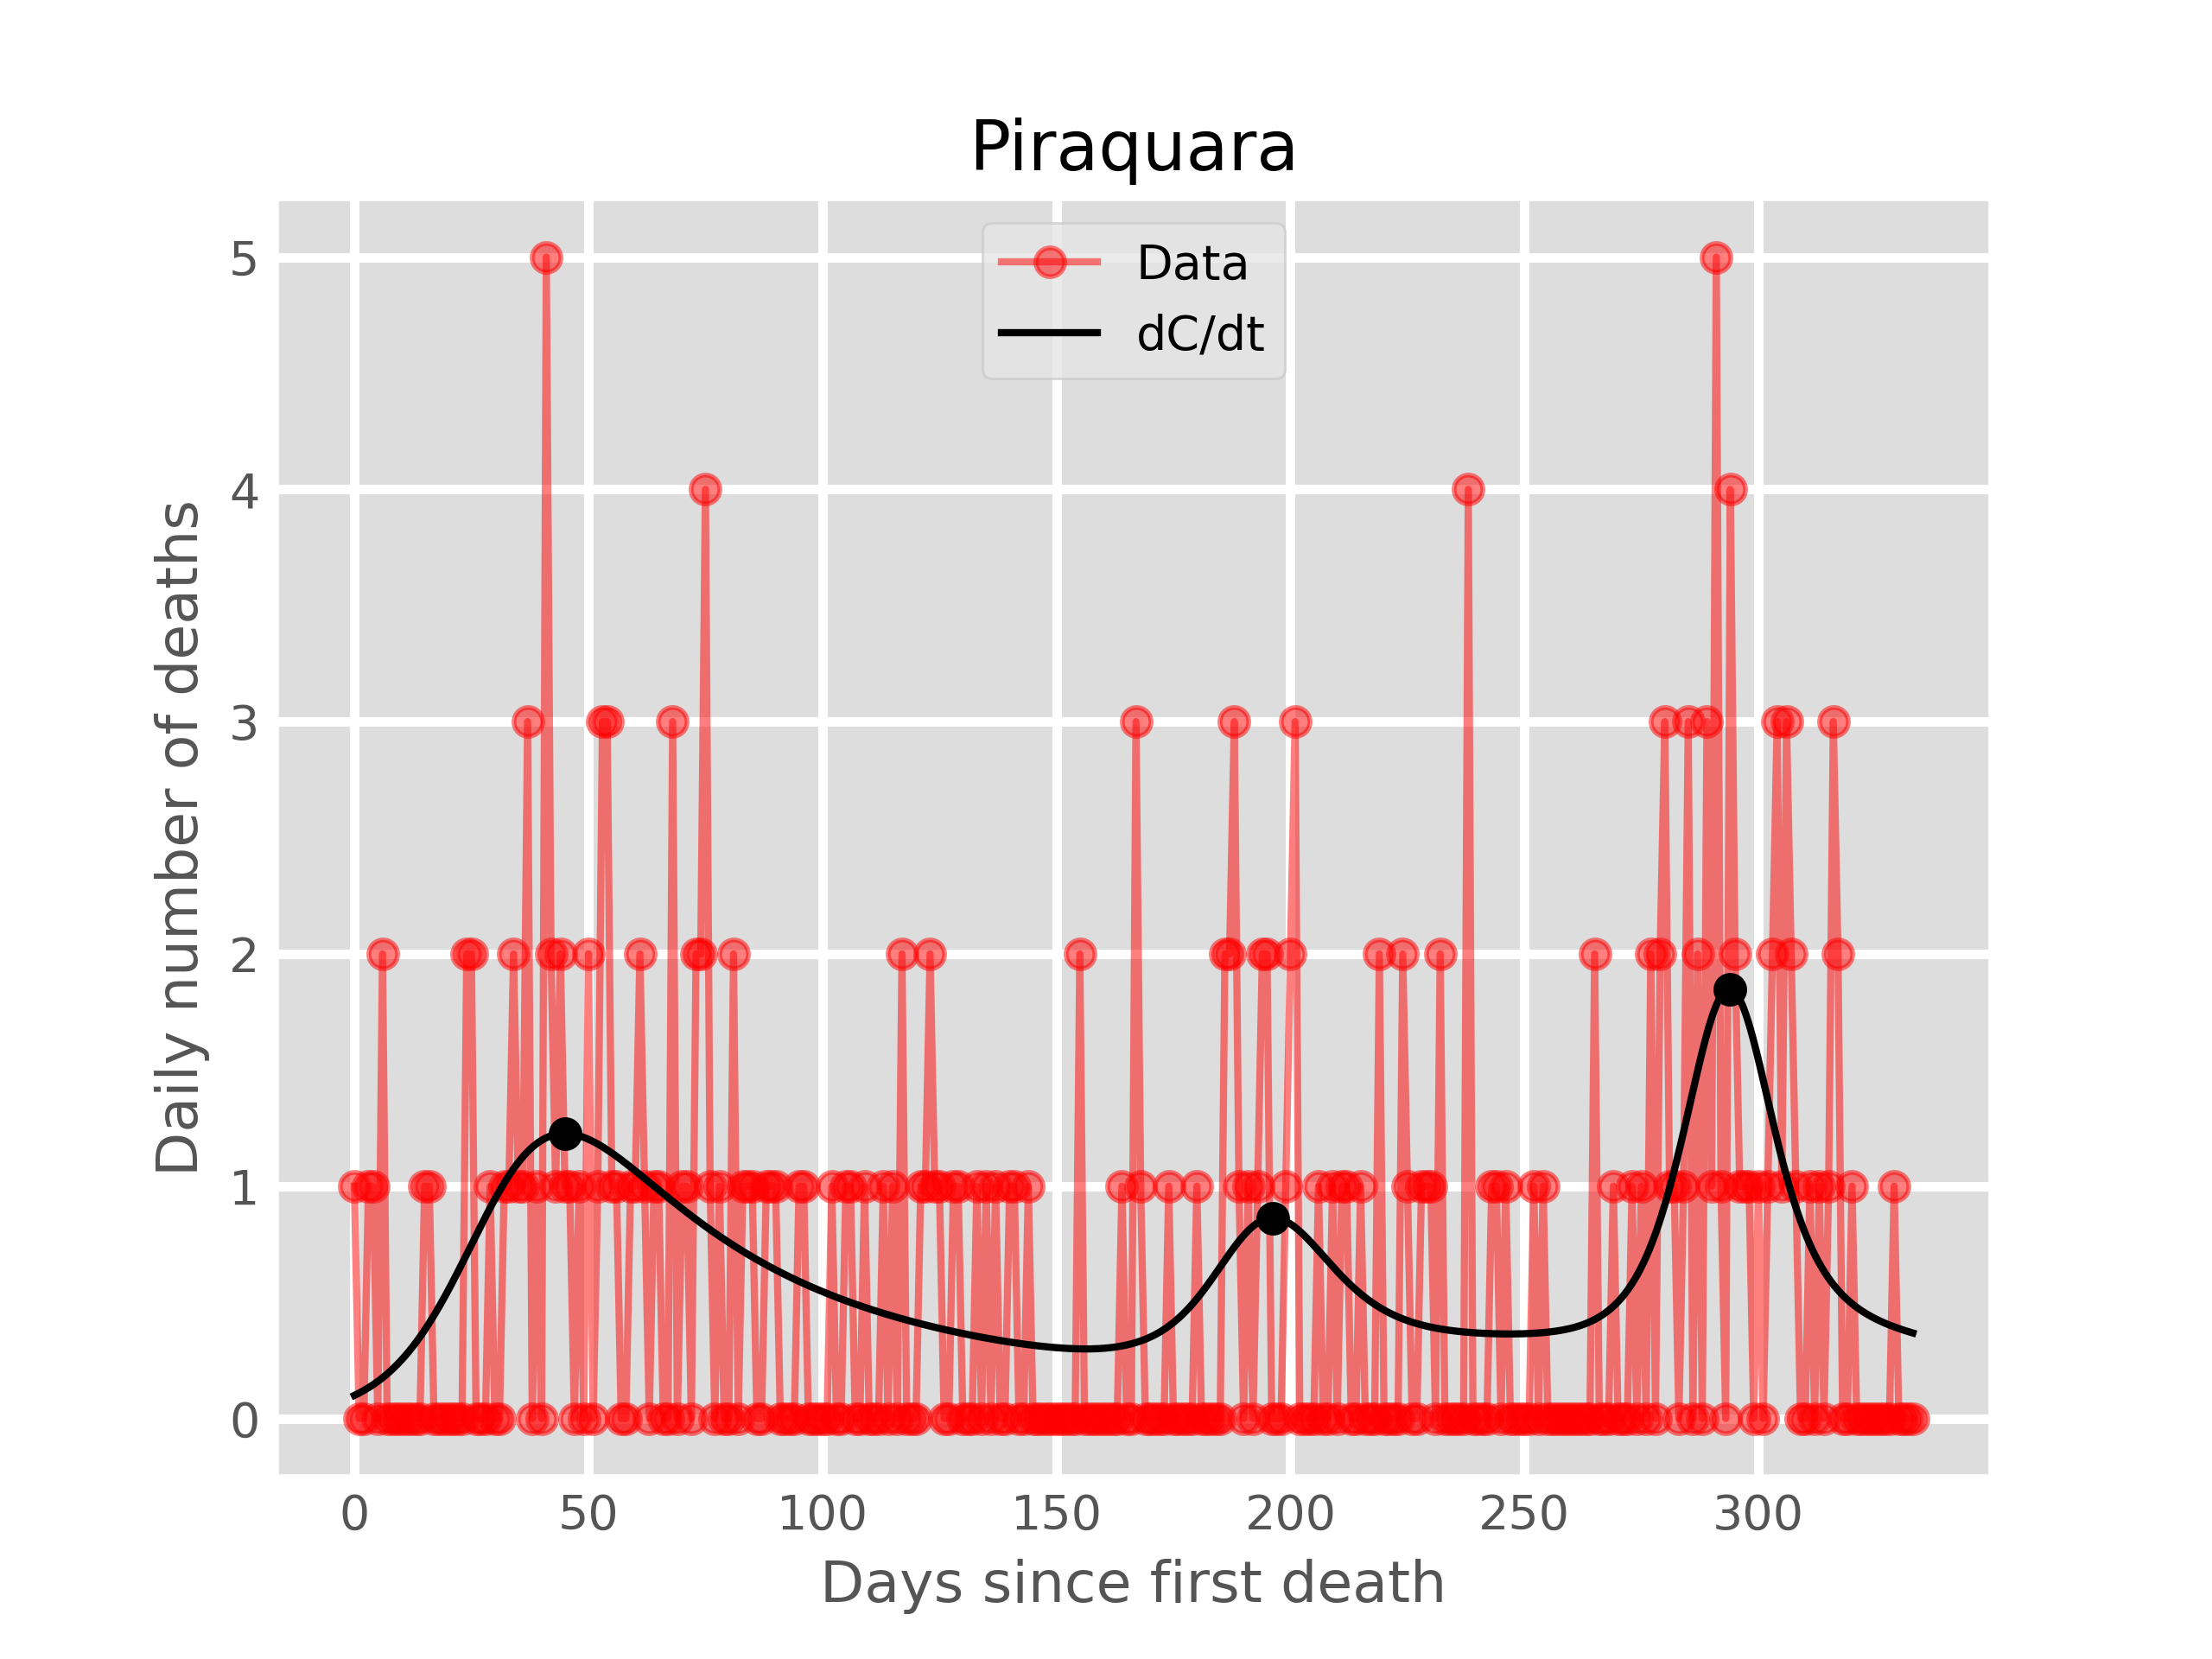 Piraquara
Data
dC/dt
Daily number of deaths
5
4
3
2
1
0
0 50 100 150 200 250 300
Days since first death